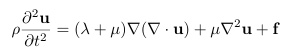 ρ ∂²u/∂t² = (λ + μ)∇(∇ · u) + μ∇²u + f